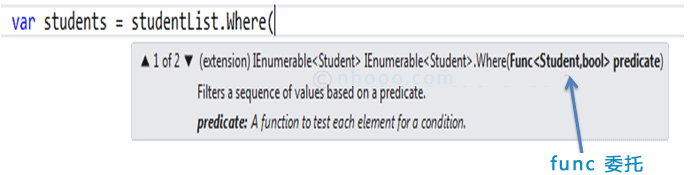 var students = studentList.Where(
▲ 1 of 2 ▼ (extension) IEnumerable<Student> IEnumerable<Student>.Where(Func<Student,bool> predicate)
© nhooo.com
Filters a sequence of values based on a predicate.
predicate: A function to test each element for a condition.
func 委托